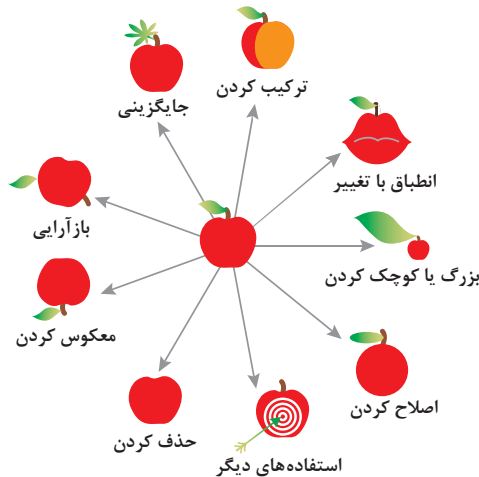 ترکیب کردن
جایگزینی
انطباق با تغییر
بازآرایی
بزرگ یا کوچک کردن
معکوس کردن
اصلاح کردن
حذف کردن
استفاده‌های دیگر